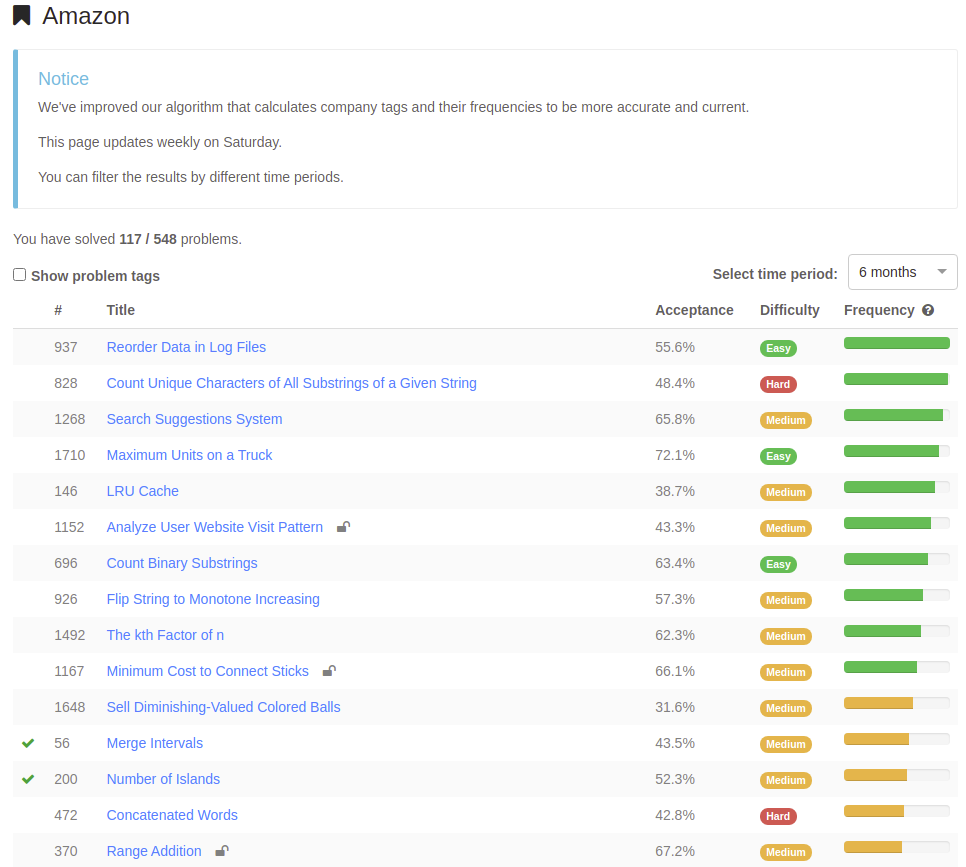 Amazon
Notice
We've improved our algorithm that calculates company tags and their frequencies to be more accurate and current.
This page updates weekly on Saturday.
You can filter the results by different time periods.
You have solved 117 / 548 problems.
Show problem tags Select time period: 6 months
# Title Acceptance Difficulty Frequency ?
937 Reorder Data in Log Files 55.6% Easy
828 Count Unique Characters of All Substrings of a Given String 48.4% Hard
1268 Search Suggestions System 65.8% Medium
1710 Maximum Units on a Truck 72.1% Easy
146 LRU Cache 38.7% Medium
1152 Analyze User Website Visit Pattern 43.3% Medium
696 Count Binary Substrings 63.4% Easy
926 Flip String to Monotone Increasing 57.3% Medium
1492 The kth Factor of n 62.3% Medium
1167 Minimum Cost to Connect Sticks 66.1% Medium
1648 Sell Diminishing-Valued Colored Balls 31.6% Medium
56 Merge Intervals 43.5% Medium
200 Number of Islands 52.3% Medium
472 Concatenated Words 42.8% Hard
370 Range Addition 67.2% Medium